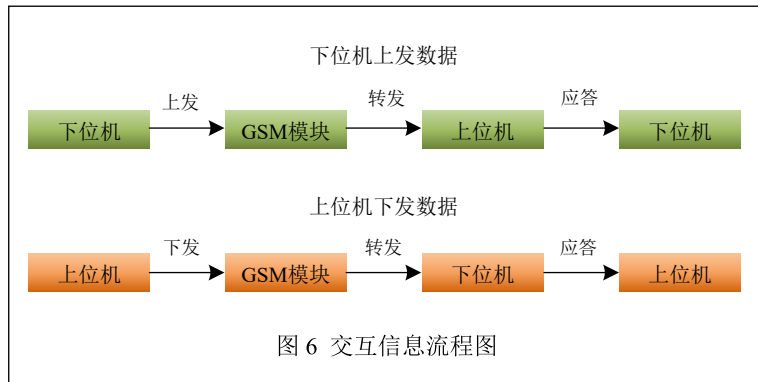 下位机上发数据
上发 转发 应答
下位机 GSM模块 上位机 下位机
上位机下发数据
下发 转发 应答
上位机 GSM模块 下位机 上位机
图 6 交互信息流程图